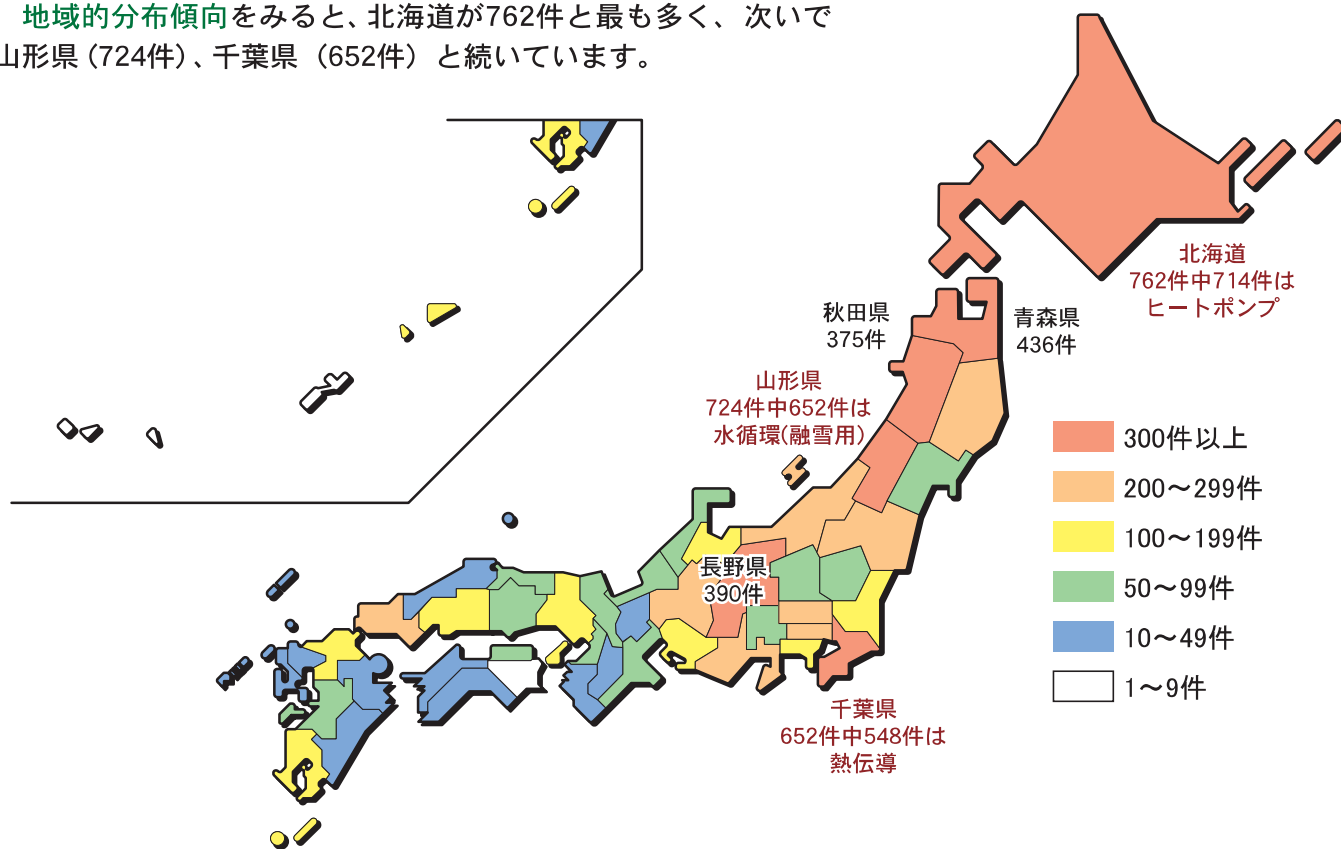 地域的分布傾向をみると、北海道が762件と最も多く、次いで
山形県（724件）、千葉県（652件）と続いています。
北海道
762件中714件は
ヒートポンプ
秋田県
375件
青森県
436件
山形県
724件中652件は
水循環(融雪用)
長野県
390件
千葉県
652件中548件は
熱伝導
300件以上
200～299件
100～199件
50～99件
10～49件
1～9件